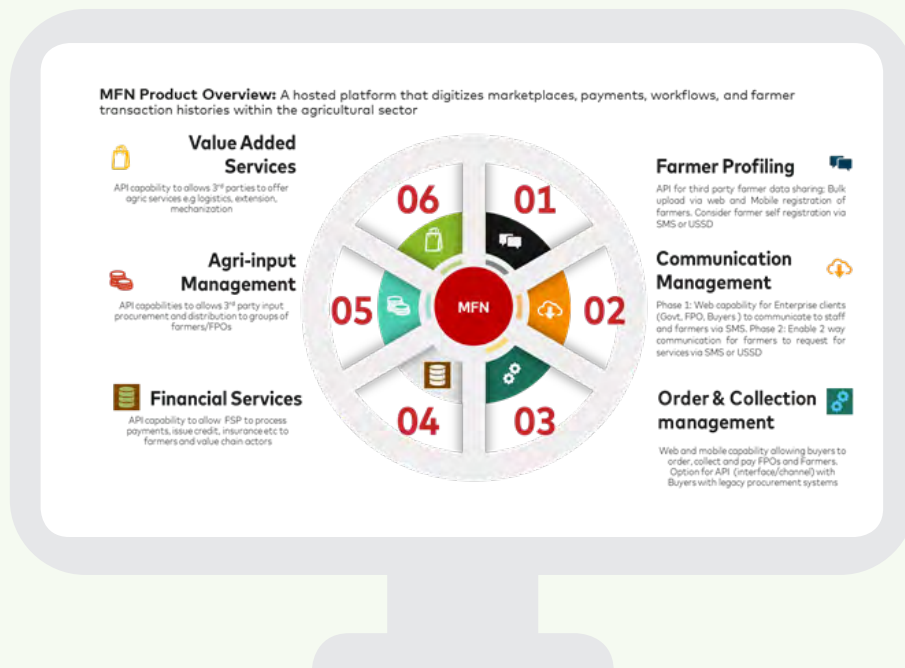 MFN Product Overview: A hosted platform that digitizes marketplaces, payments, workflows, and farmer
transaction histories within the agricultural sector
Value Added
Services
API capability to allows 3rd parties to offer
agric services e.g logistics, extension,
mechanization
Agri-input
Management
API capabilities to allows 3rd party input
procurement and distribution to groups of
farmers/FPOs
Financial Services
API capability to allow FSP to process
payments, issue credit, insurance etc to
farmers and value chain actors
06
01
05
MFN
02
04
03
Farmer Profiling
API for third party farmer data sharing; Bulk
upload via web and Mobile registration of
farmers. Consider farmer self registration via
SMS or USSD
Communication
Management
Phase 1: Web capability for Enterprise clients
(Govt, FPO, Buyers ) to communicate to staff
and farmers via SMS. Phase 2: Enable 2 way
communication for farmers to request for
services via SMS or USSD
Order & Collection
management
Web and mobile capability allowing buyers to
order, collect and pay FPOs and Farmers.
Option for API (interface/channel) with
Buyers with legacy procurement systems